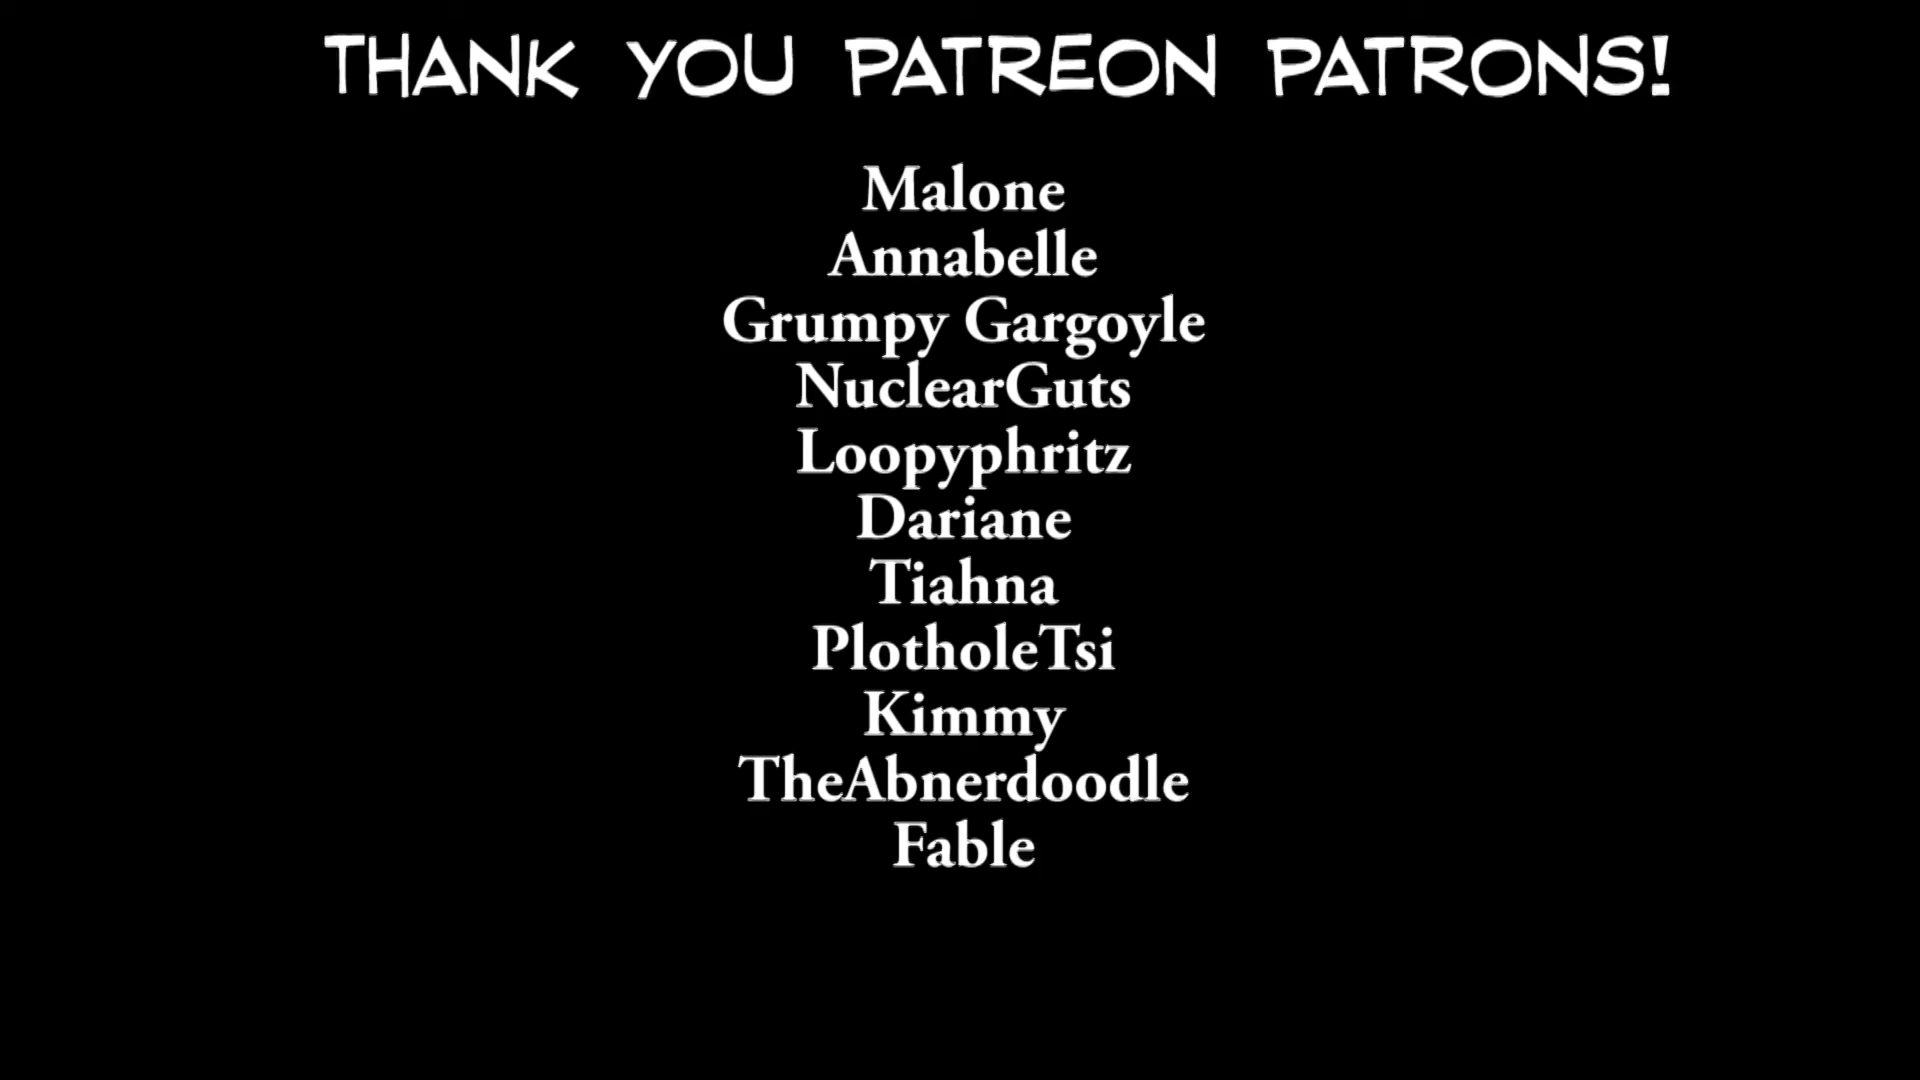 THANK YOU PATREON PATRONS!
Malone
Annabelle
Grumpy Gargoyle
NuclearGuts
Loopyphritz
Dariane
Tiahna
PlotholeTsi
Kimmy
TheAbnerdoodle
Fable